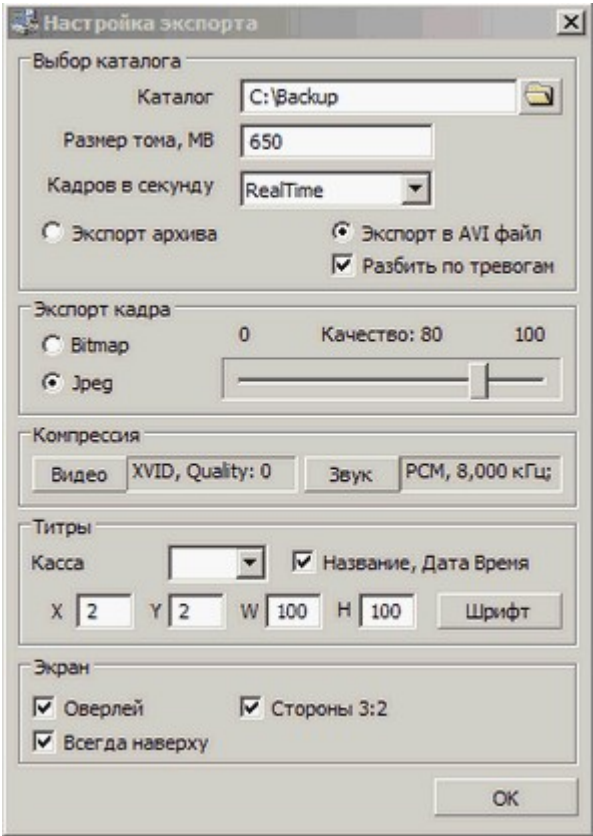 Настройка экспорта
Выбор каталога
Каталог C:\Backup
Размер тома, МВ 650
Кадров в секунду RealTime
Экспорт архива Экспорт в AVI файл
Разбить по тревогам
Экспорт кадра
Bitmap 0 Качество: 80 100
Jpeg
Компрессия
Видео XVID, Quality: 0 Звук PCM, 8,000 кГц;
Титры
Касса Название, Дата Время
X 2 Y 2 W 100 H 100 Шрифт
Экран
Оверлей Стороны 3:2
Всегда наверху
OK